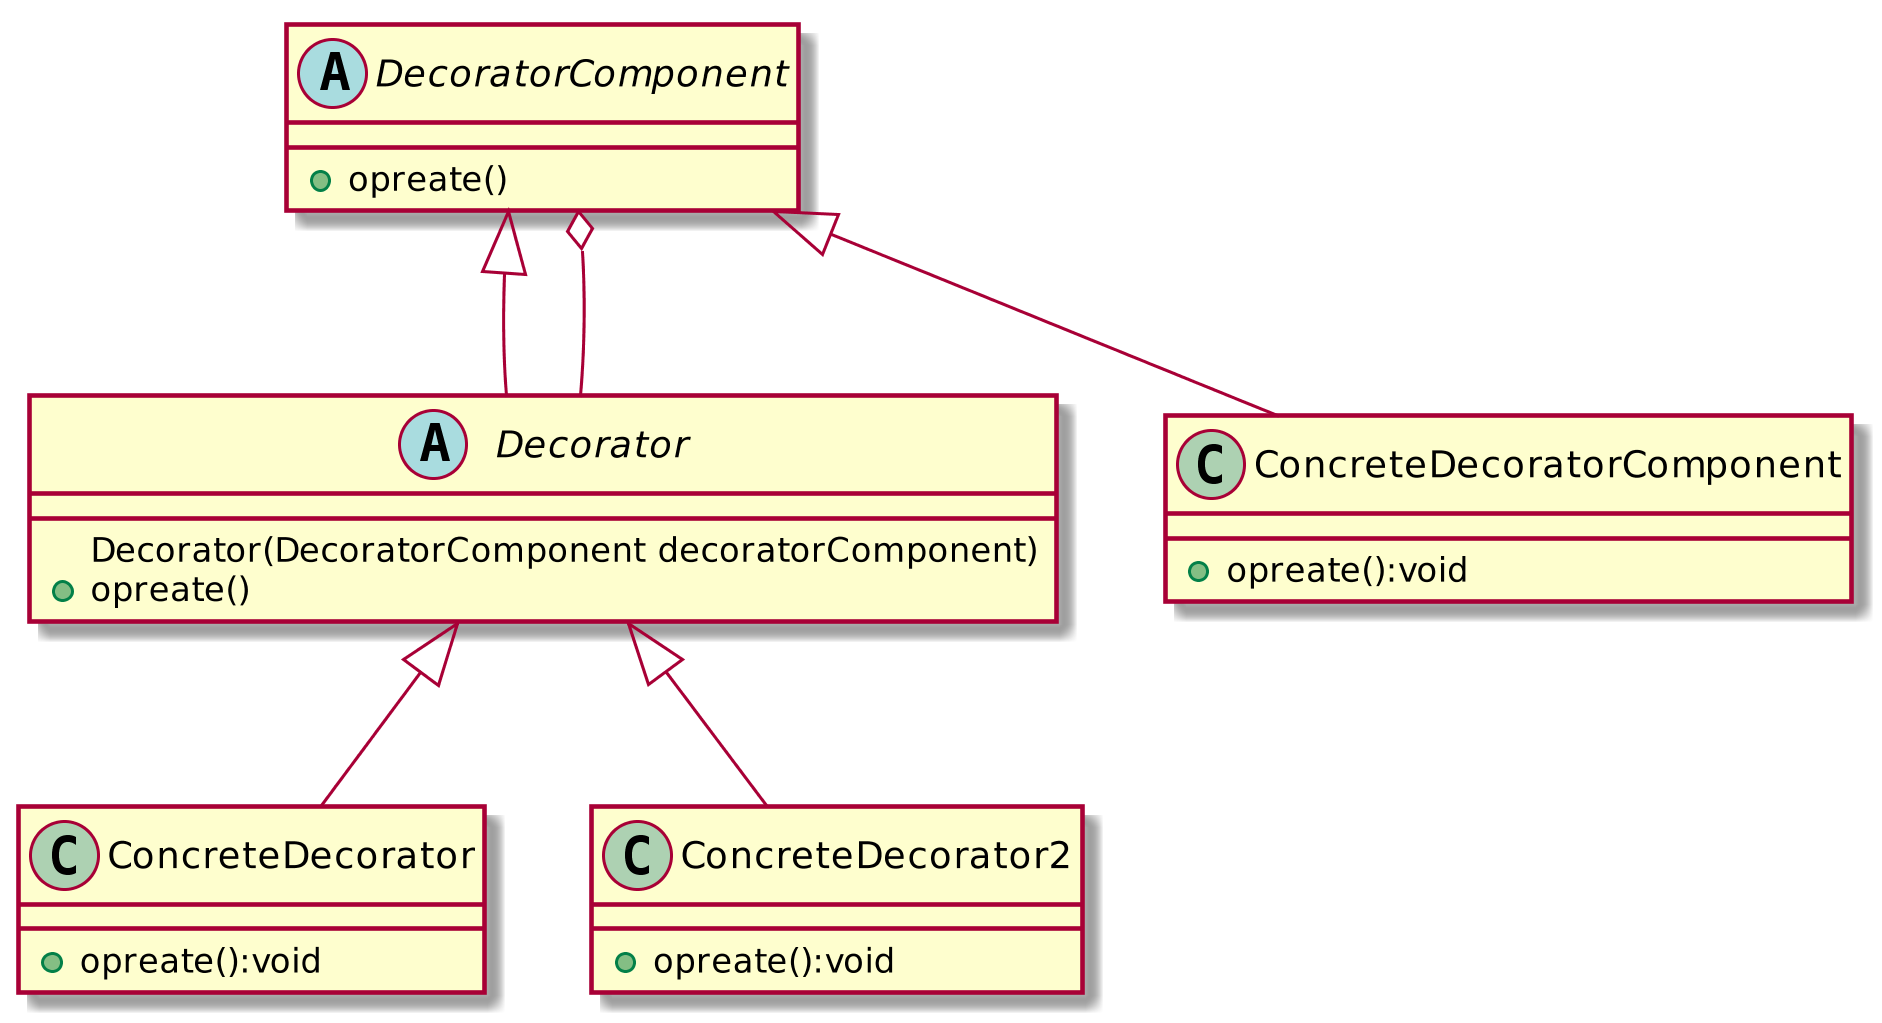 A DecoratorComponent
opreate()
A Decorator
Decorator(DecoratorComponent decoratorComponent)
opreate()
C ConcreteDecoratorComponent
opreate():void
C ConcreteDecorator
opreate():void
C ConcreteDecorator2
opreate():void